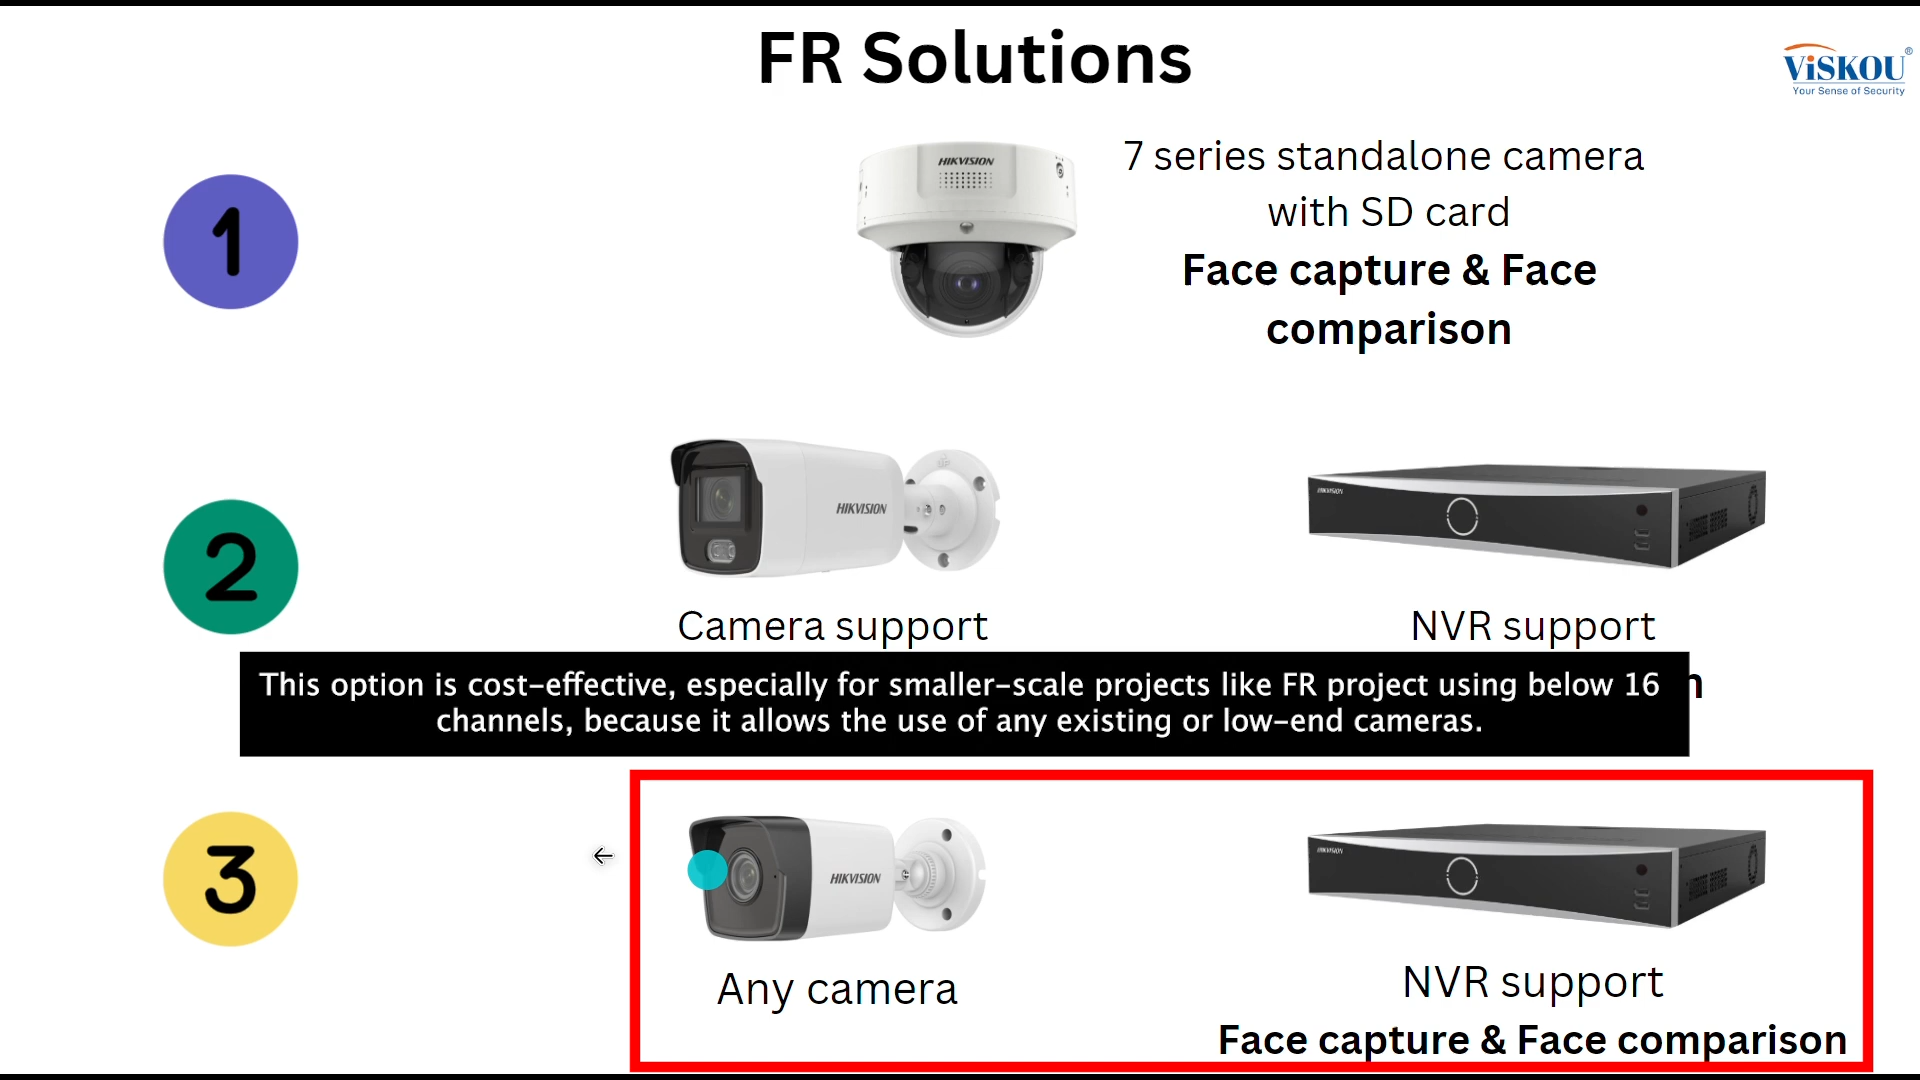 FR Solutions
ViSKOU®
Your Sense of Security
1
HIKVISION
7 series standalone camera
with SD card
Face capture & Face
comparison
2
HIKVISION
HIKVISION
Camera support
NVR support
n
This option is cost-effective, especially for smaller-scale projects like FR project using below 16
channels, because it allows the use of any existing or low-end cameras.
3
HIKVISION
HIKVISION
Any camera
NVR support
Face capture & Face comparison